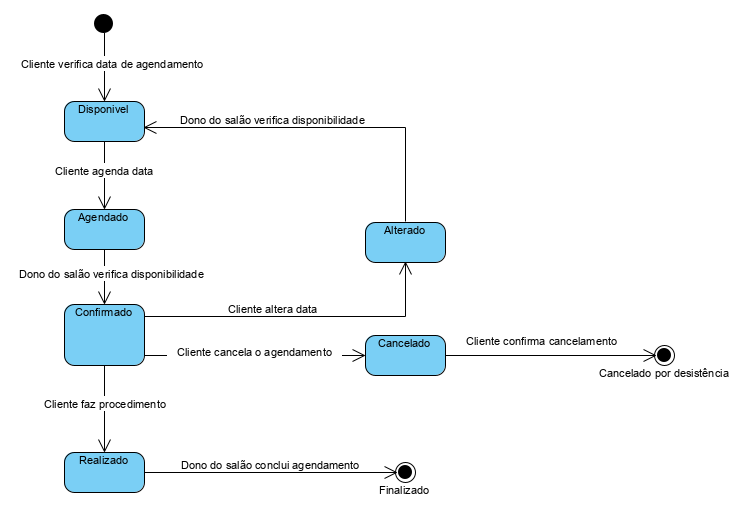 Cliente verifica data de agendamento
Disponivel
Dono do salão verifica disponibilidade
Cliente agenda data
Agendado
Alterado
Dono do salão verifica disponibilidade
Confirmado
Cliente altera data
Cliente cancela o agendamento
Cancelado
Cliente confirma cancelamento
Cancelado por desistência
Cliente faz procedimento
Realizado
Dono do salão conclui agendamento
Finalizado